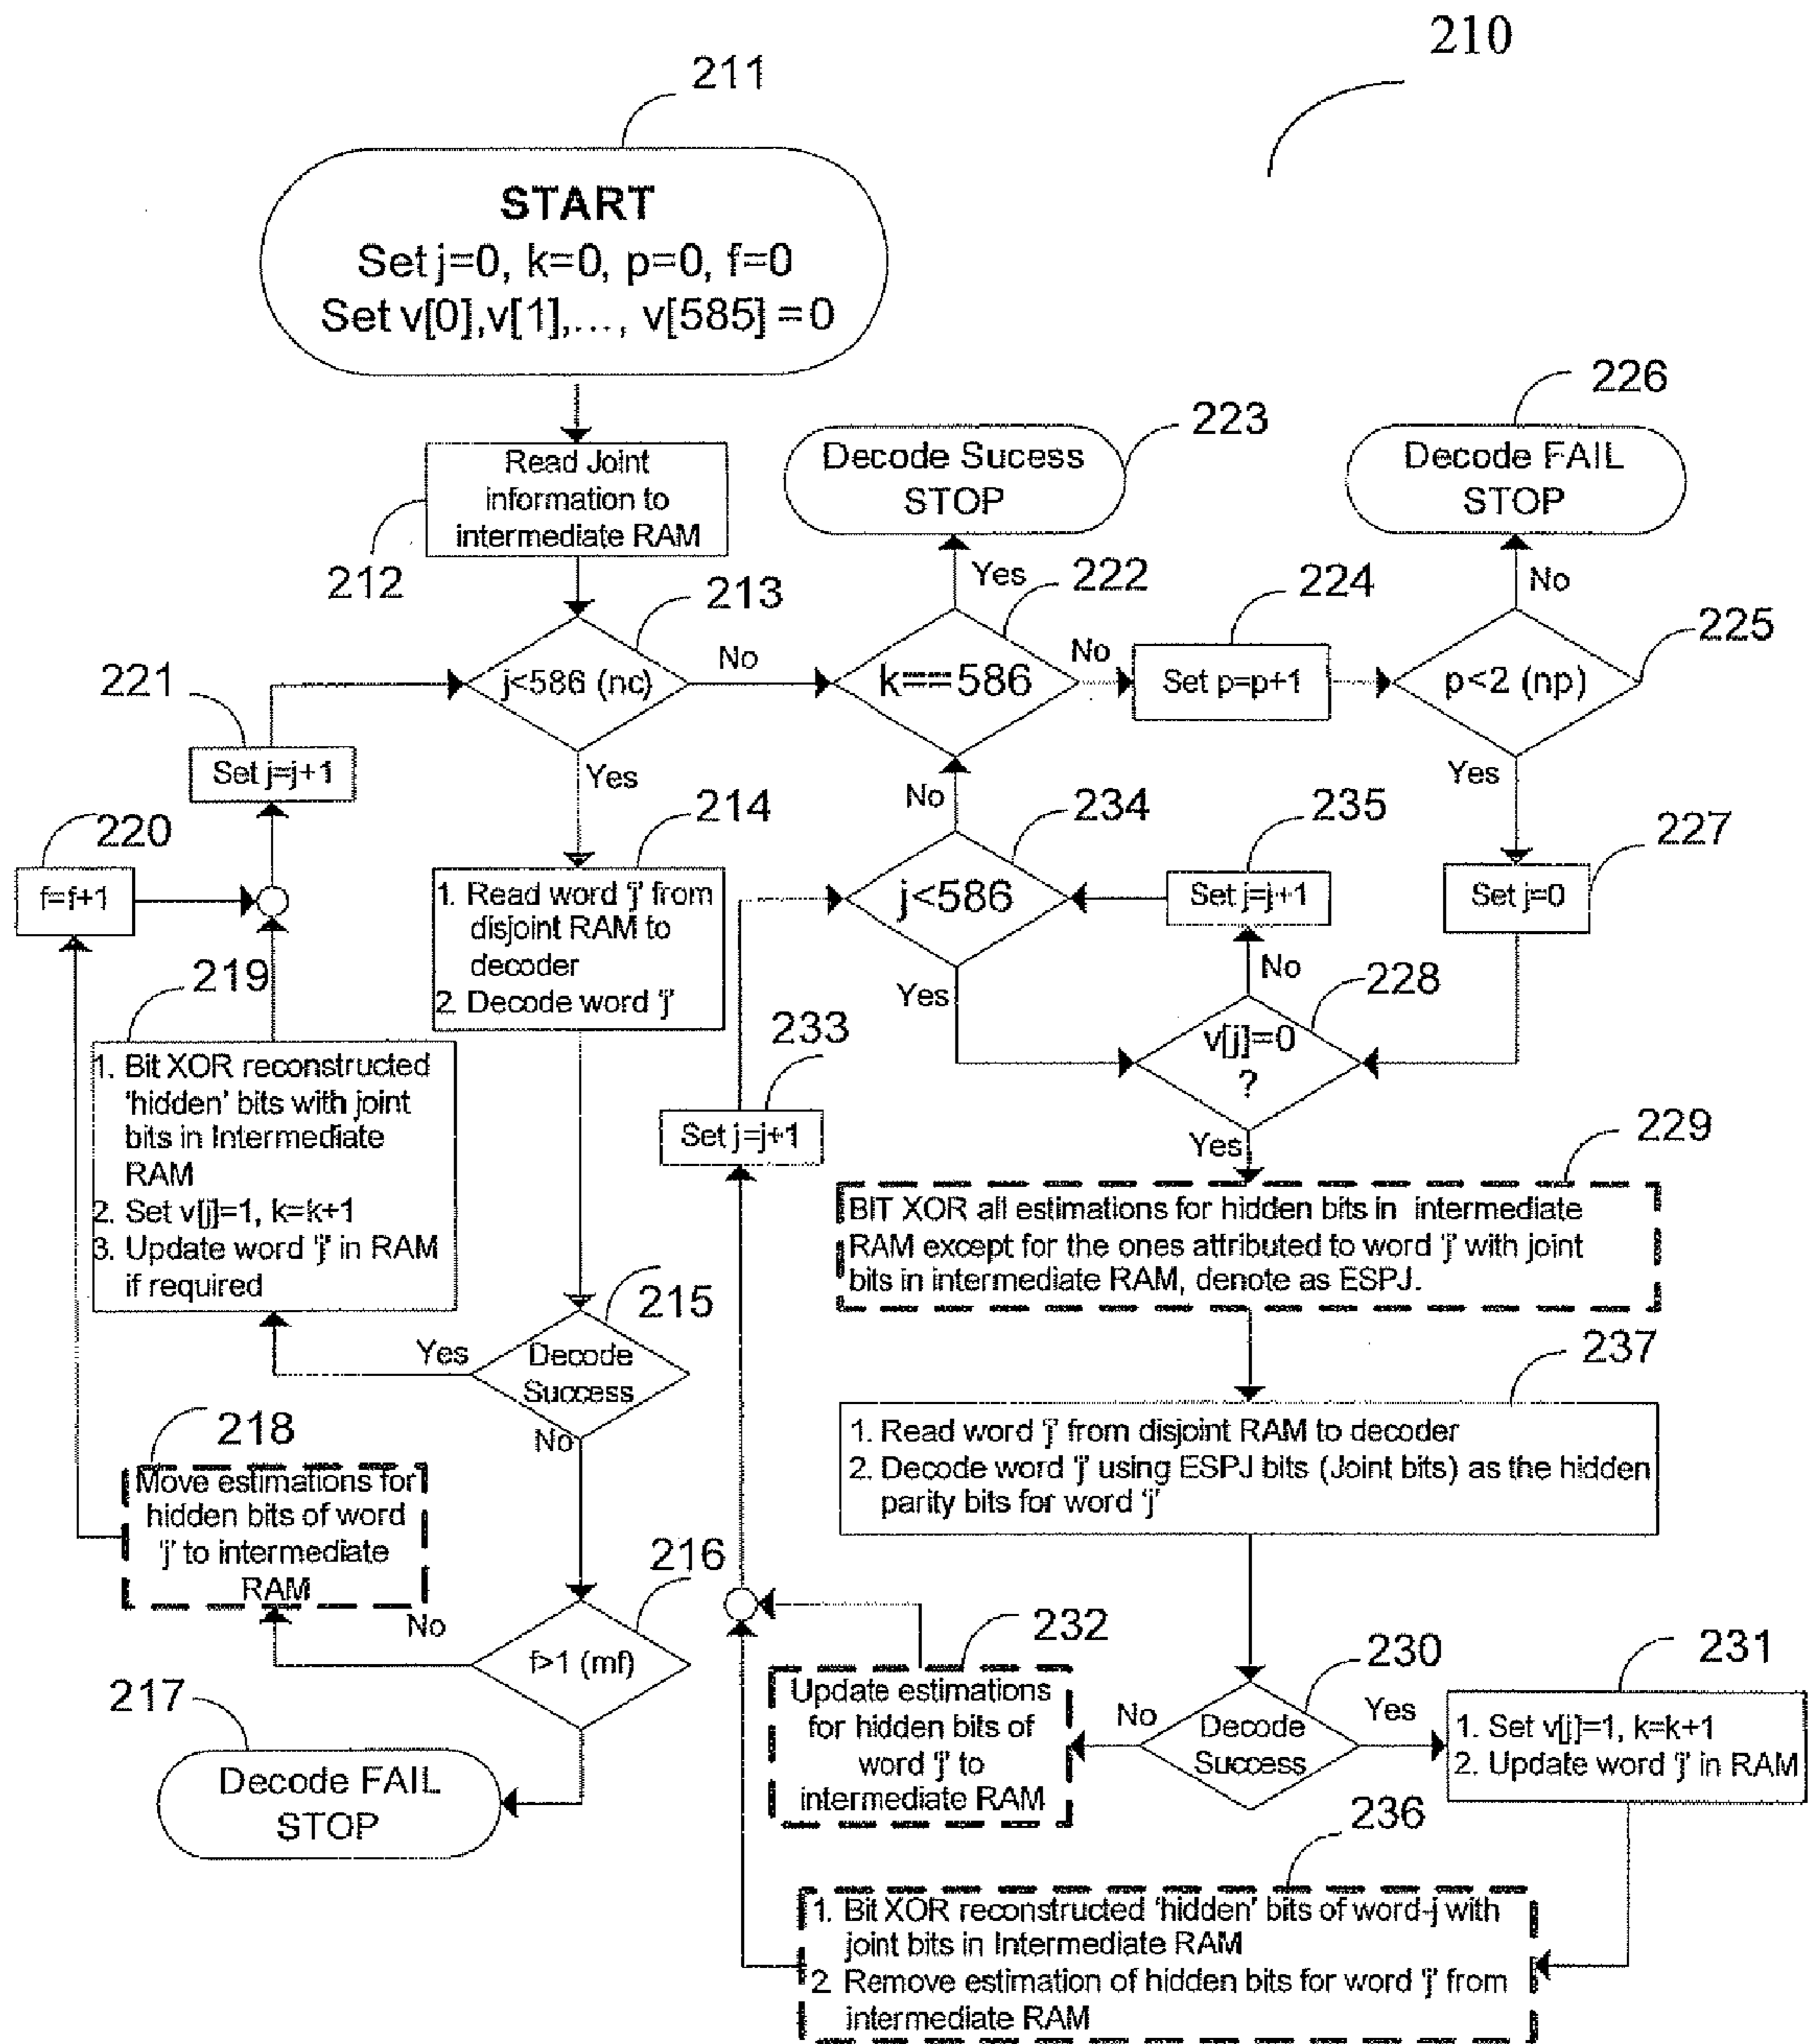 210
211
START
Set j=0, k=0, p=0, f=0
Set v[0],v[1],..., v[585] =0
212
Read Joint
information to
intermediate RAM
213
j<586 (nc)
No
Yes
221
Set j=j+1
220
f=f+1
214
1. Read word 'j' from
disjoint RAM to
decoder
2. Decode word 'j'
219
1. Bit XOR reconstructed
'hidden' bits with joint
bits in Intermediate
RAM
2. Set v[j]=1, k=k+1
3. Update word 'j' in RAM
if required
215
Decode
Success
Yes
No
218
Move estimations for
hidden bits of word
'j' to intermediate
RAM
216
f>1 (mf)
No
217
Decode FAIL
STOP
223
Decode Sucess
STOP
Yes
222
k==586
No
224
Set p=p+1
226
Decode FAIL
STOP
No
225
p<2 (np)
Yes
227
Set j=0
No
234
j<586
Yes
235
Set j=j+1
No
228
v[j]=0
?
Yes
233
Set j=j+1
229
BIT XOR all estimations for hidden bits in intermediate
RAM except for the ones attributed to word 'j' with joint
bits in intermediate RAM, denote as ESPJ.
237
1. Read word 'j' from disjoint RAM to decoder
2. Decode word 'j' using ESPJ bits (Joint bits) as the hidden
parity bits for word 'j'
230
Decode
Success
No
Yes
232
Update estimations
for hidden bits of
word 'j' to
intermediate RAM
231
1. Set v[j]=1, k=k+1
2. Update word 'j' in RAM
236
1. Bit XOR reconstructed 'hidden' bits of word-j with
joint bits in Intermediate RAM
2. Remove estimation of hidden bits for word 'j' from
intermediate RAM